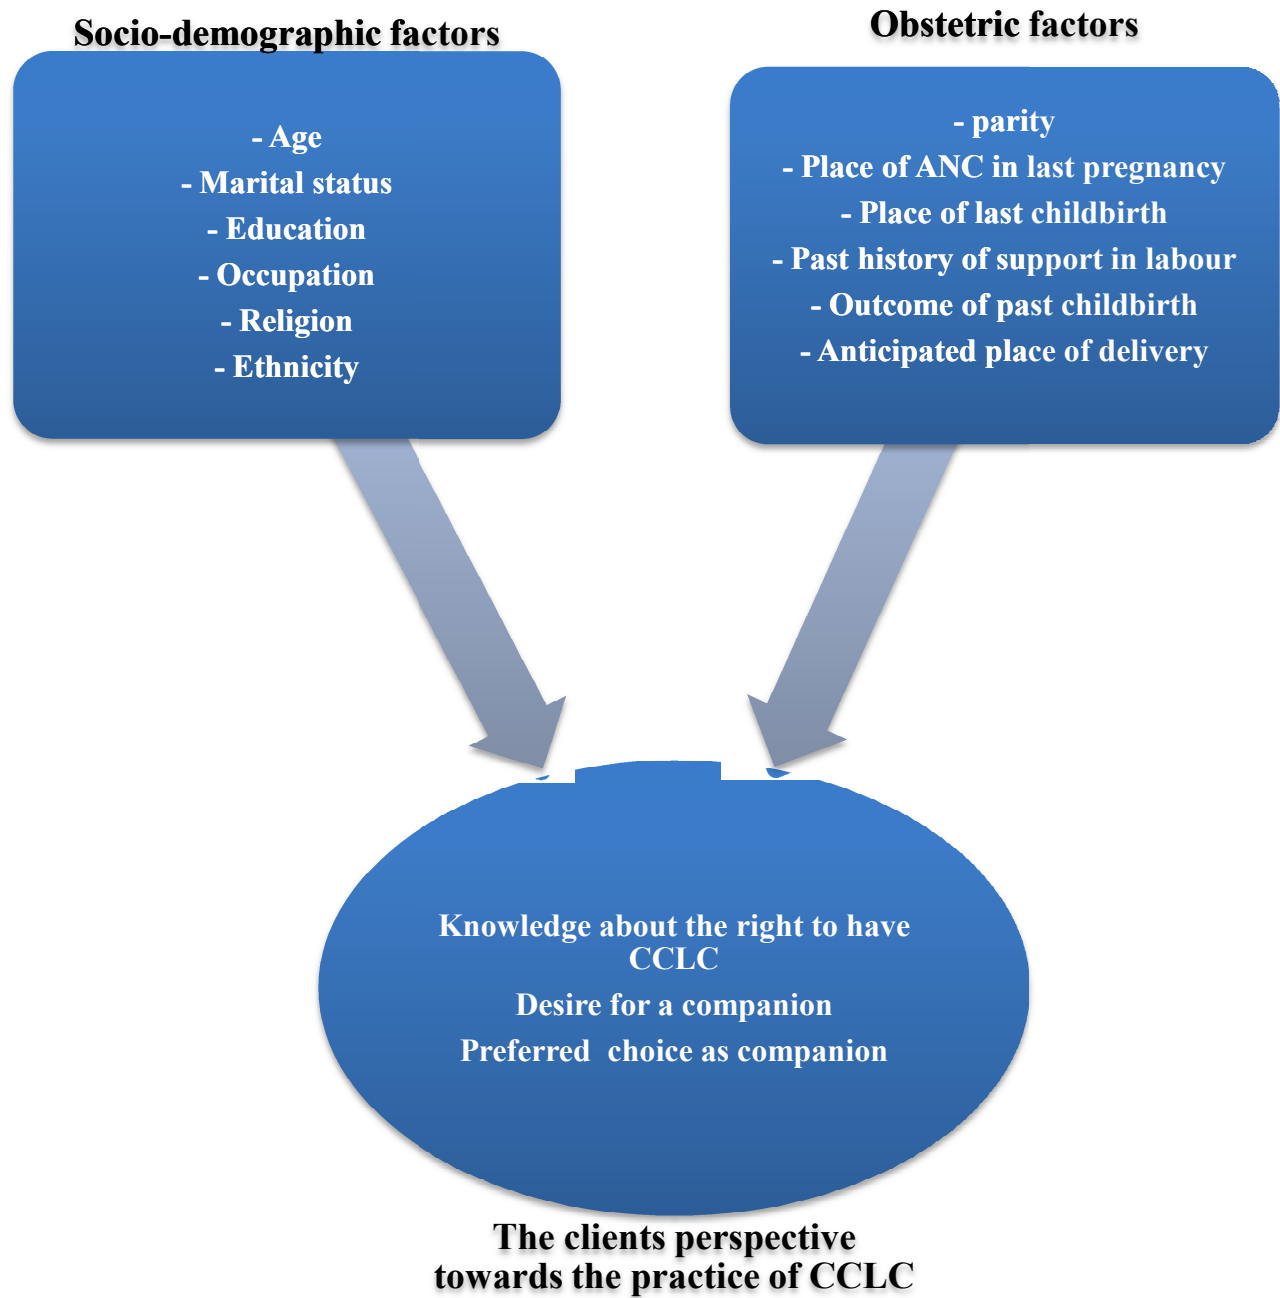 Socio-demographic factors
- Age
- Marital status
- Education
- Occupation
- Religion
- Ethnicity
Obstetric factors
- parity
- Place of ANC in last pregnancy
- Place of last childbirth
- Past history of support in labour
- Outcome of past childbirth
- Anticipated place of delivery
Knowledge about the right to have
CCLC
Desire for a companion
Preferred choice as companion
The clients perspective
towards the practice of CCLC